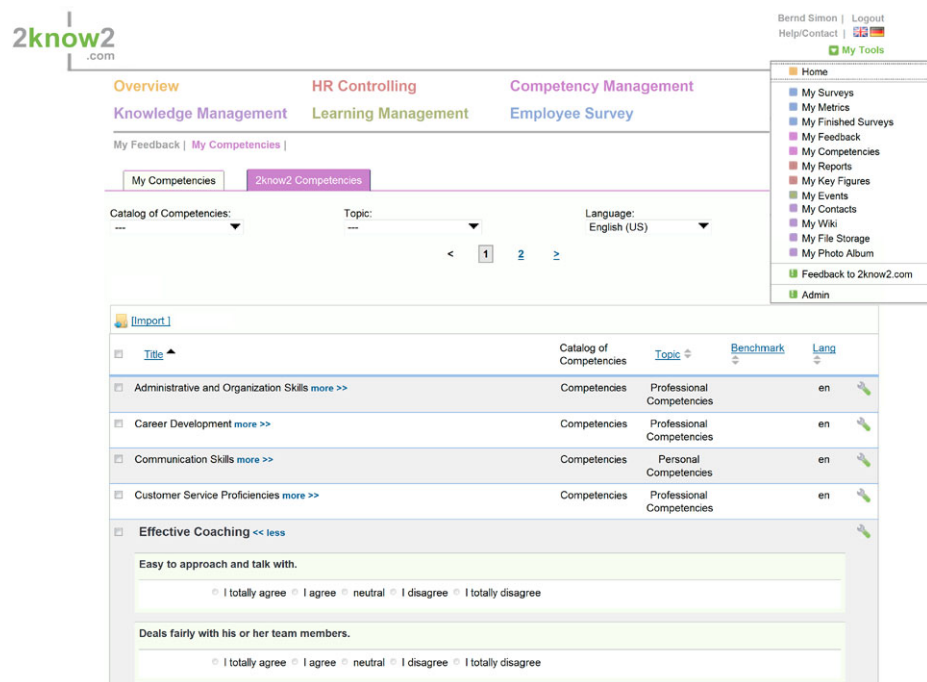 Bernd Simon | Logout
Help/Contact |
2know2
.com
My Tools
Home
My Surveys
My Metrics
My Finished Surveys
My Feedback
My Competencies
My Reports
My Key Figures
My Events
My Contacts
My Wiki
My File Storage
My Photo Album
Feedback to 2know2.com
Admin
Overview HR Controlling Competency Management
Knowledge Management Learning Management Employee Survey
My Feedback | My Competencies |
My Competencies 2know2 Competencies
Catalog of Competencies: Topic: Language:
--- --- English (US)
< 1 2 >
[Import ]
Title Catalog of Competencies Topic Benchmark Lang
Administrative and Organization Skills more >> Competencies Professional Competencies en
Career Development more >> Competencies Professional Competencies en
Communication Skills more >> Competencies Personal Competencies en
Customer Service Proficiencies more >> Competencies Professional Competencies en
Effective Coaching << less
Easy to approach and talk with.
I totally agree I agree neutral I disagree I totally disagree
Deals fairly with his or her team members.
I totally agree I agree neutral I disagree I totally disagree